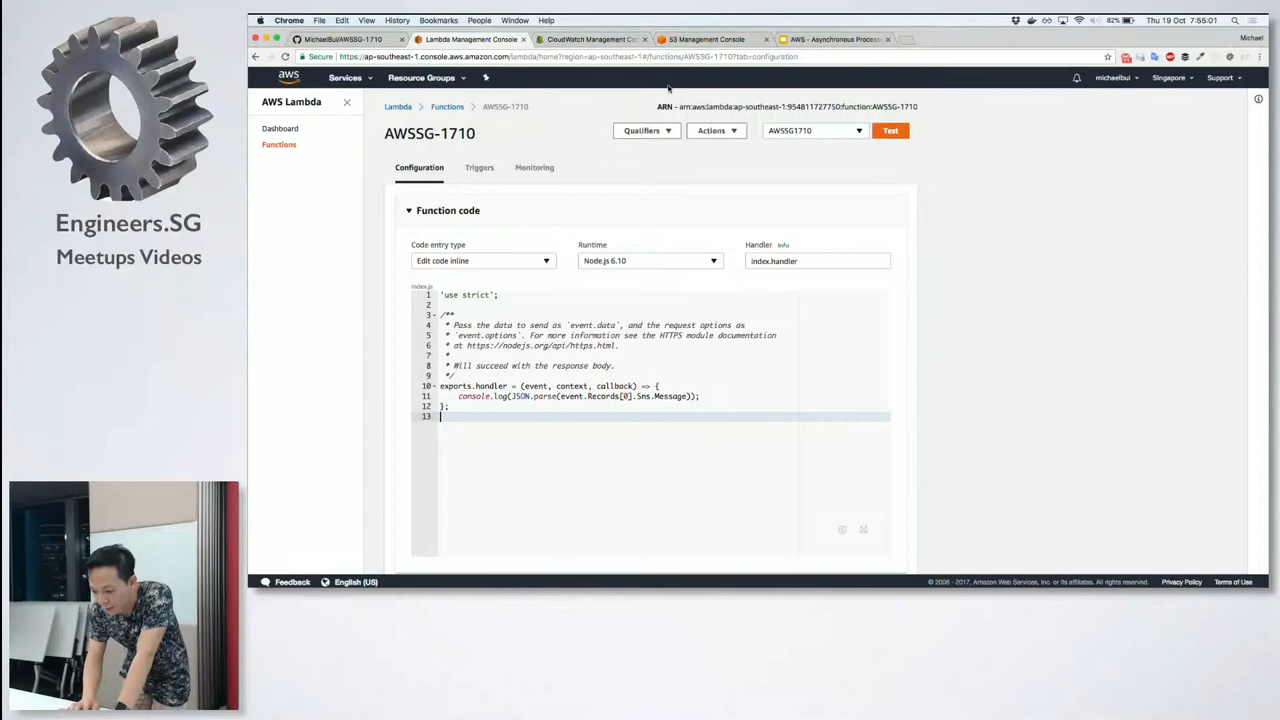 Engineers.SG
Meetups Videos
Chrome File Edit View History Bookmarks People Window Help
82% Thu 19 Oct 7:55:01
MichaelBui/AWSSG-1710
Lambda Management Console
CloudWatch Management Con
S3 Management Console
AWS - Asynchronous Process
Michael
Secure https://ap-southeast-1.console.aws.amazon.com/lambda/home?region=ap-southeast-1#/functions/AWSSG-1710?tab=configuration
aws Services Resource Groups michaelbui Singapore Support
AWS Lambda
Dashboard
Functions
Lambda Functions AWSSG-1710
ARN - arn:aws:lambda:ap-southeast-1:954811727750:function:AWSSG-1710
AWSSG-1710
Qualifiers Actions AWSSG1710 Test
Configuration Triggers Monitoring
Function code
Code entry type Runtime Handler Info
Edit code inline Node.js 6.10 index.handler
index.js
1 'use strict';
2
3 /**
4 * Pass the data to send as `event.data`, and the request options as
5 * `event.options`. For more information see the HTTPS module documentation
6 * at https://nodejs.org/api/https.html.
7 *
8 * Will succeed with the response body.
9 */
10 exports.handler = (event, context, callback) => {
11 console.log(JSON.parse(event.Records[0].Sns.Message));
12 };
13
Feedback English (US)
© 2008 - 2017, Amazon Web Services, Inc. or its affiliates. All rights reserved. Privacy Policy Terms of Use